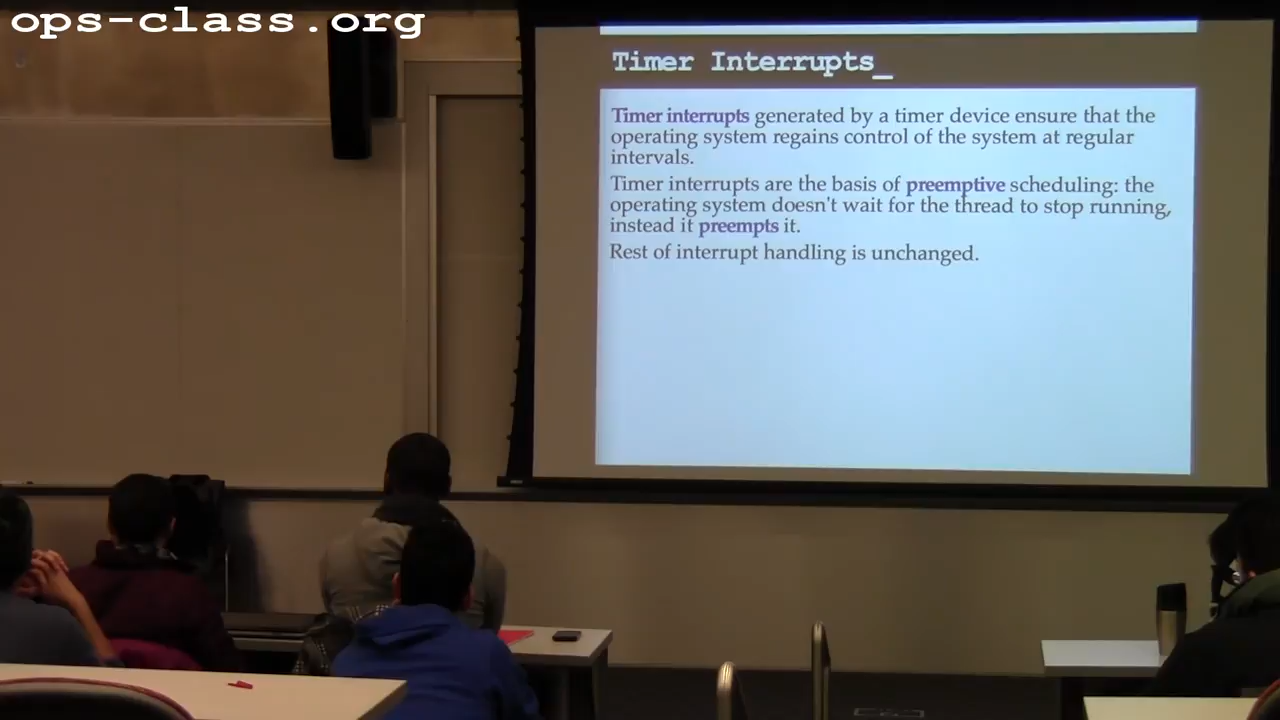 ops-class.org
Timer Interrupts_
Timer interrupts generated by a timer device ensure that the
operating system regains control of the system at regular
intervals.
Timer interrupts are the basis of preemptive scheduling: the
operating system doesn't wait for the thread to stop running,
instead it preempts it.
Rest of interrupt handling is unchanged.